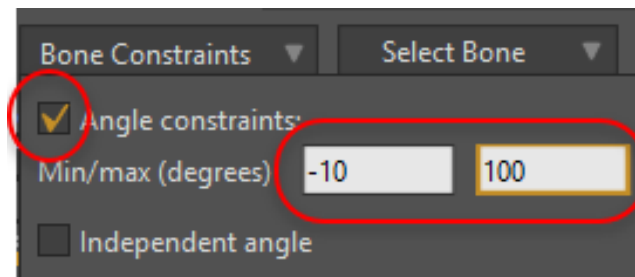 Bone Constraints Select Bone
Angle constraints:
Min/max (degrees) -10 100
Independent angle